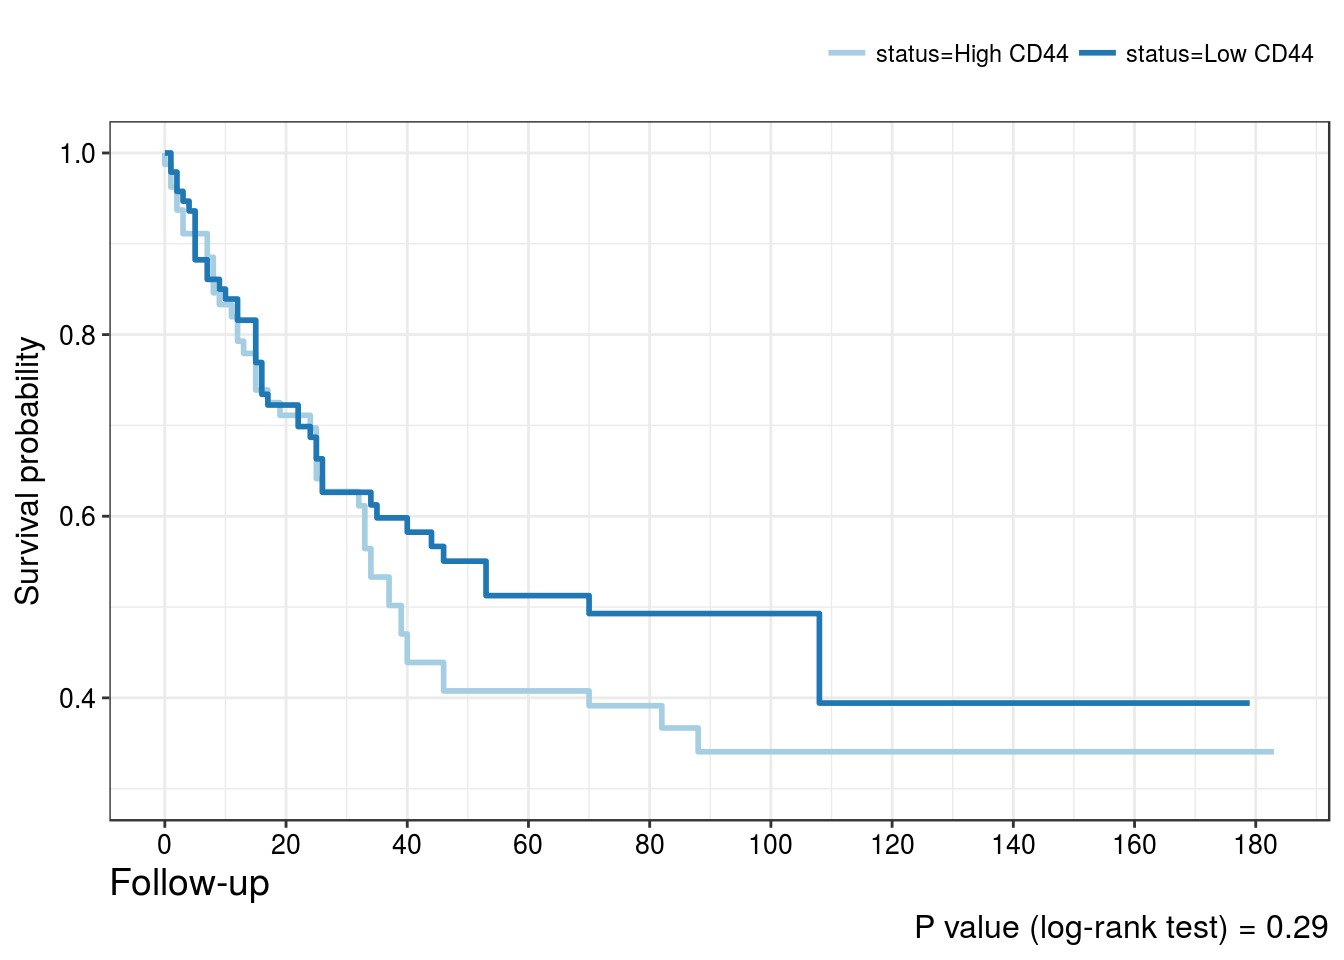 status=High CD44 status=Low CD44
Survival probability
1.0
0.8
0.6
0.4
0 20 40 60 80 100 120 140 160 180
Follow-up
P value (log-rank test) = 0.29